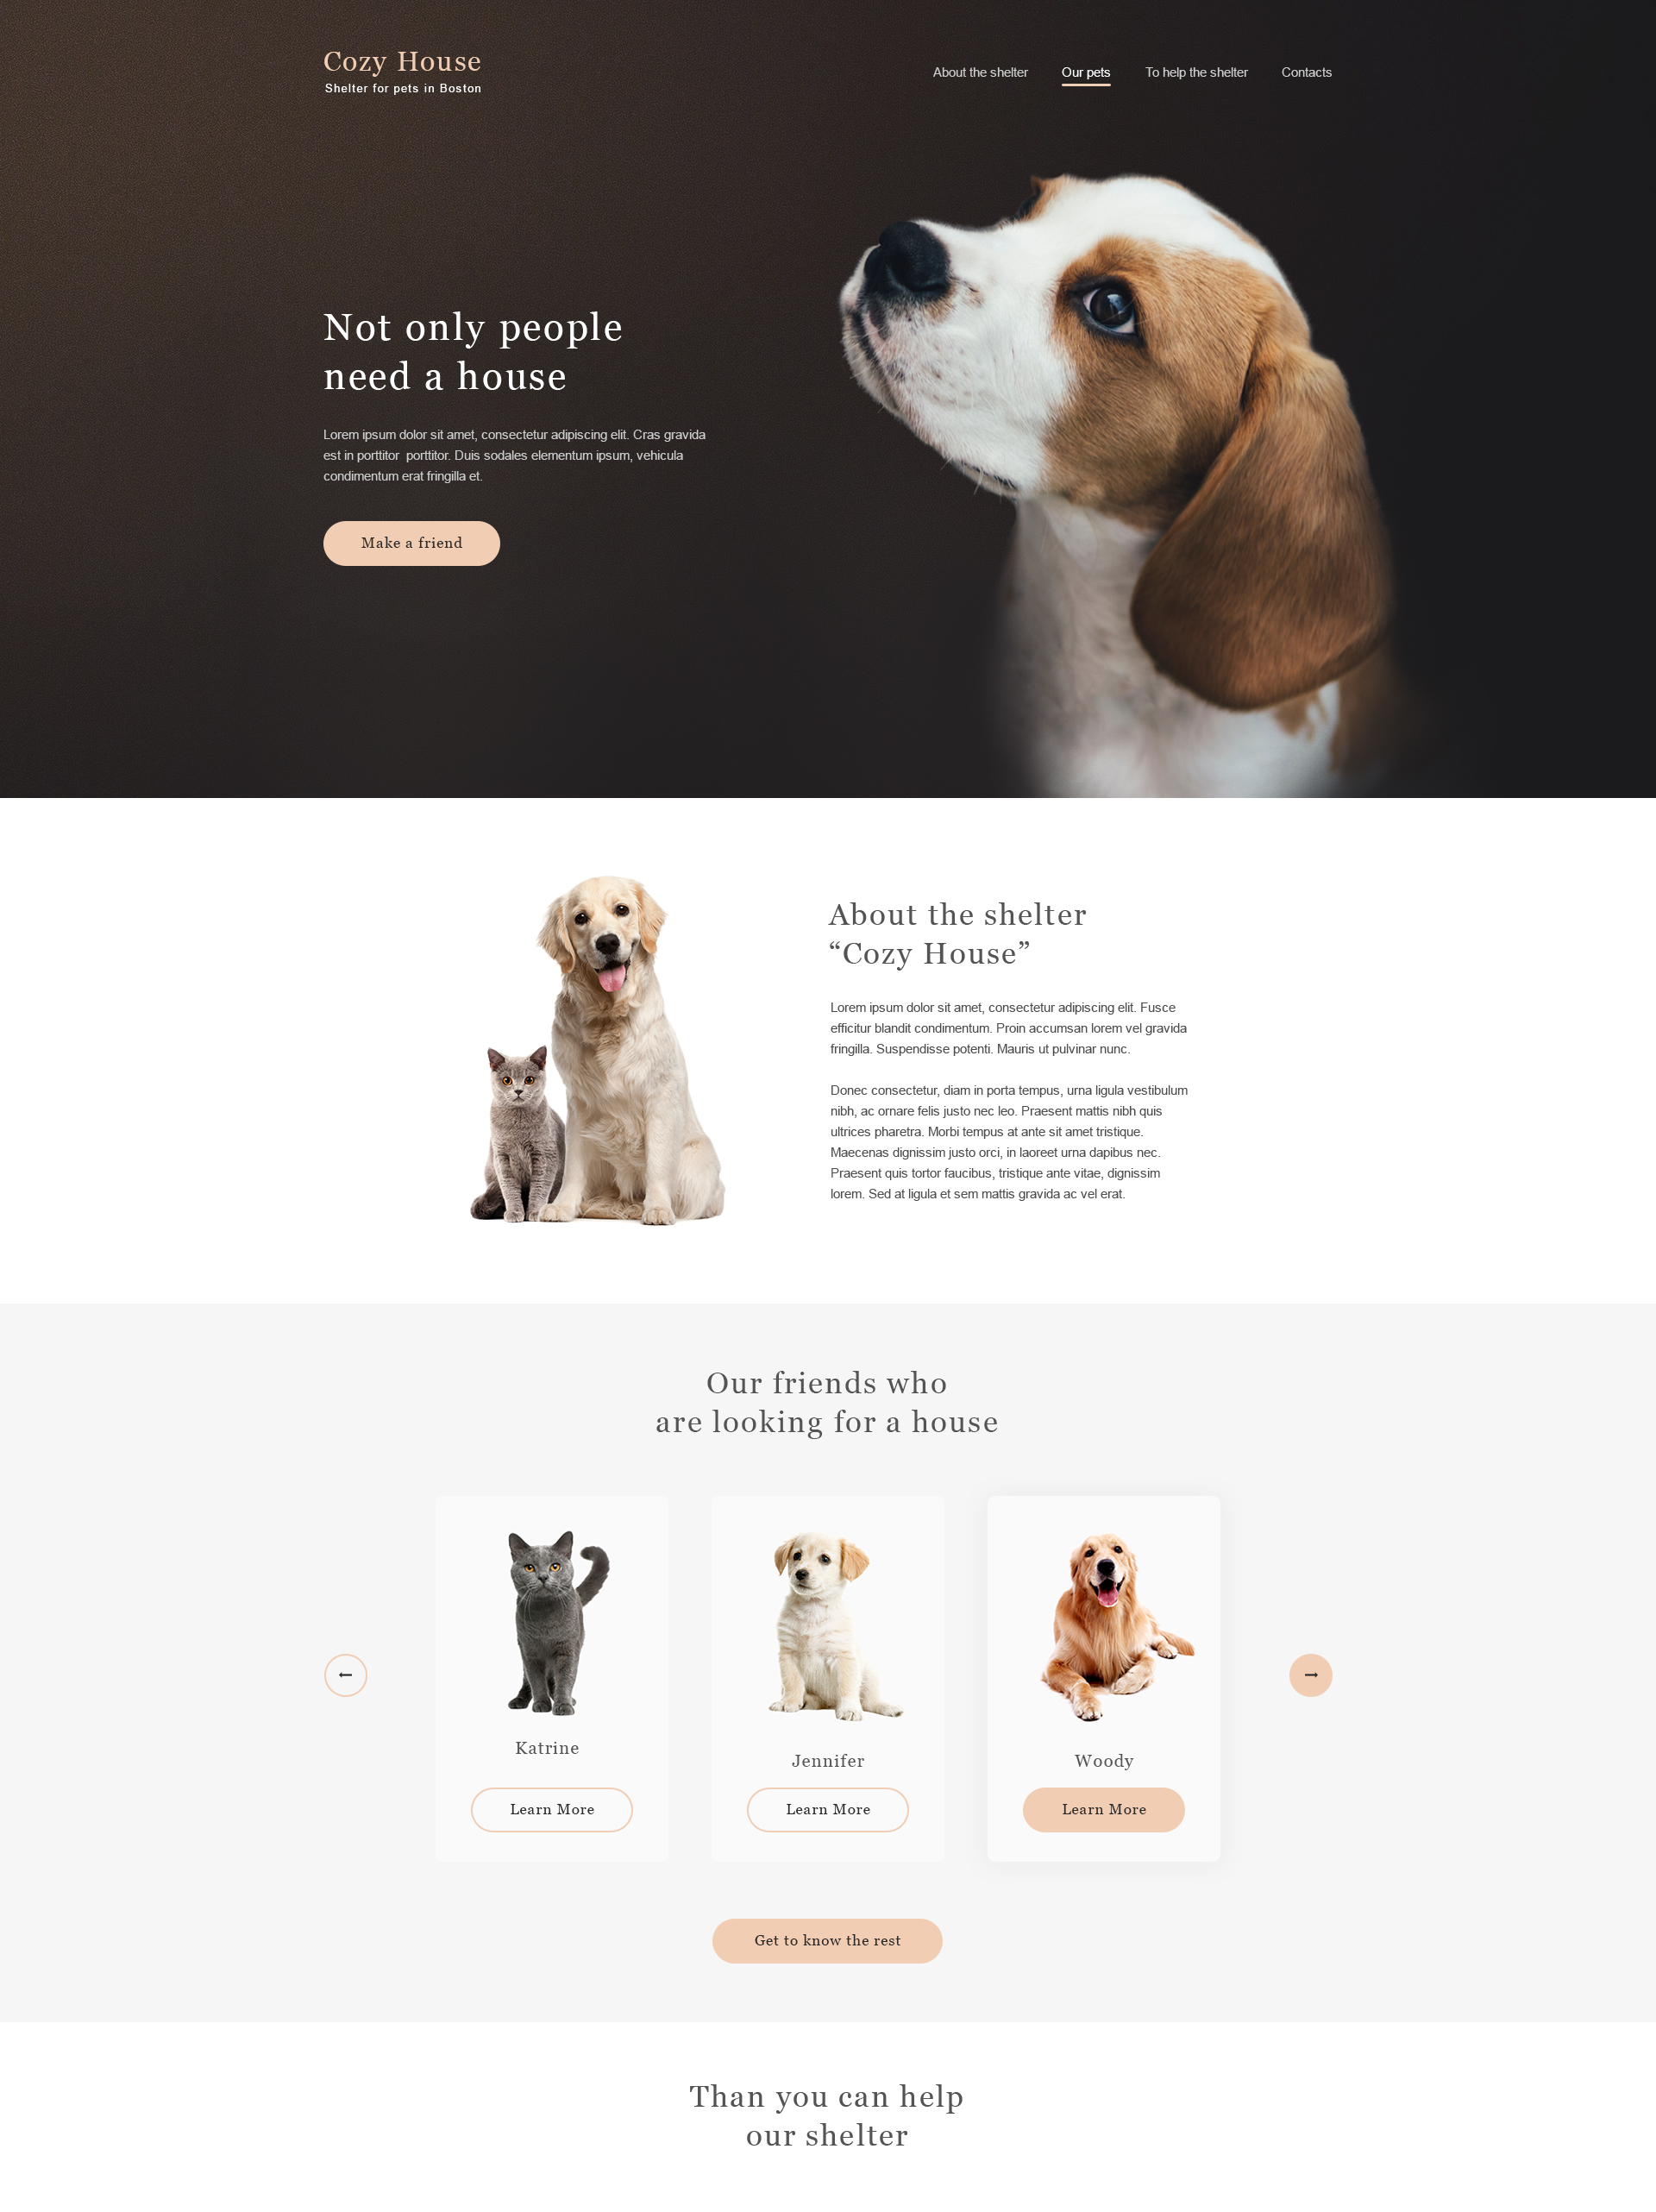 Cozy House
Shelter for pets in Boston
About the shelter
Our pets
To help the shelter
Contacts
Not only people
need a house
Lorem ipsum dolor sit amet, consectetur adipiscing elit. Cras gravida
est in porttitor  porttitor. Duis sodales elementum ipsum, vehicula
condimentum erat fringilla et.
Make a friend
About the shelter
“Cozy House”
Lorem ipsum dolor sit amet, consectetur adipiscing elit. Fusce
efficitur blandit condimentum. Proin accumsan lorem vel gravida
fringilla. Suspendisse potenti. Mauris ut pulvinar nunc.
Donec consectetur, diam in porta tempus, urna ligula vestibulum
nibh, ac ornare felis justo nec leo. Praesent mattis nibh quis
ultrices pharetra. Morbi tempus at ante sit amet tristique.
Maecenas dignissim justo orci, in laoreet urna dapibus nec.
Praesent quis tortor faucibus, tristique ante vitae, dignissim
lorem. Sed at ligula et sem mattis gravida ac vel erat.
Our friends who
are looking for a house
Katrine
Learn More
Jennifer
Learn More
Woody
Learn More
Get to know the rest
Than you can help
our shelter